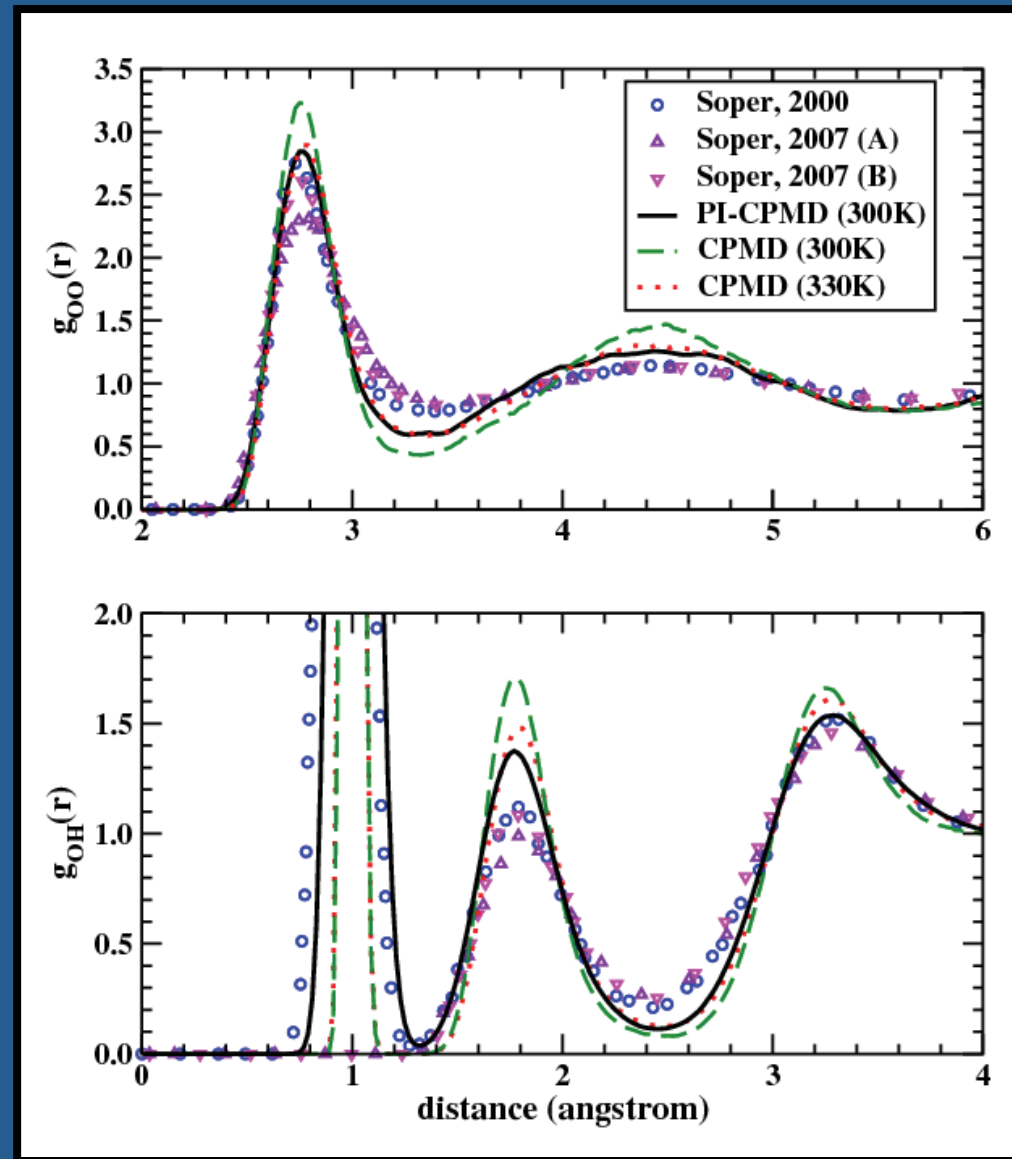 3.5
3.0
2.5
2.0
1.5
1.0
0.5
0.0
g_OO(r)
Soper, 2000
Soper, 2007 (A)
Soper, 2007 (B)
PI-CPMD (300K)
CPMD (300K)
CPMD (330K)
2 3 4 5 6
2.0
1.5
1.0
0.5
0.0
g_OH(r)
0 1 2 3 4
distance (angstrom)